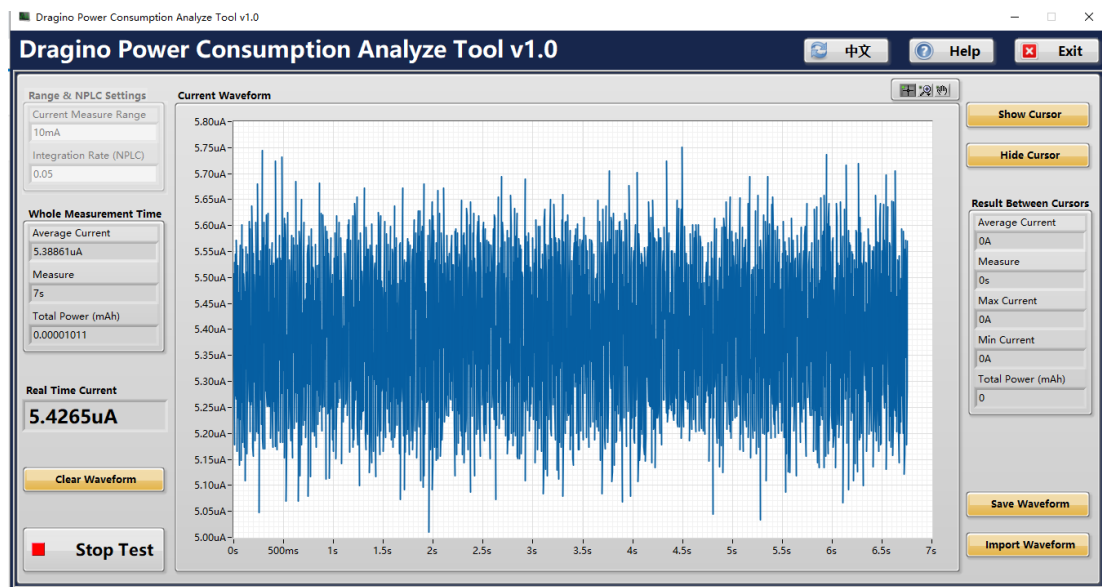 Dragino Power Consumption Analyze Tool v1.0
Dragino Power Consumption Analyze Tool v1.0
中文
Help
Exit
Range & NPLC Settings
Current Measure Range
10mA
Integration Rate (NPLC)
0.05
Whole Measurement Time
Average Current
5.38861uA
Measure
7s
Total Power (mAh)
0.00001011
Real Time Current
5.4265uA
Clear Waveform
Stop Test
Current Waveform
5.80uA
5.75uA
5.70uA
5.65uA
5.60uA
5.55uA
5.50uA
5.45uA
5.40uA
5.35uA
5.30uA
5.25uA
5.20uA
5.15uA
5.10uA
5.05uA
5.00uA
0s 500ms 1s 1.5s 2s 2.5s 3s 3.5s 4s 4.5s 5s 5.5s 6s 6.5s 7s
Show Cursor
Hide Cursor
Result Between Cursors
Average Current
0A
Measure
0s
Max Current
0A
Min Current
0A
Total Power (mAh)
0
Save Waveform
Import Waveform